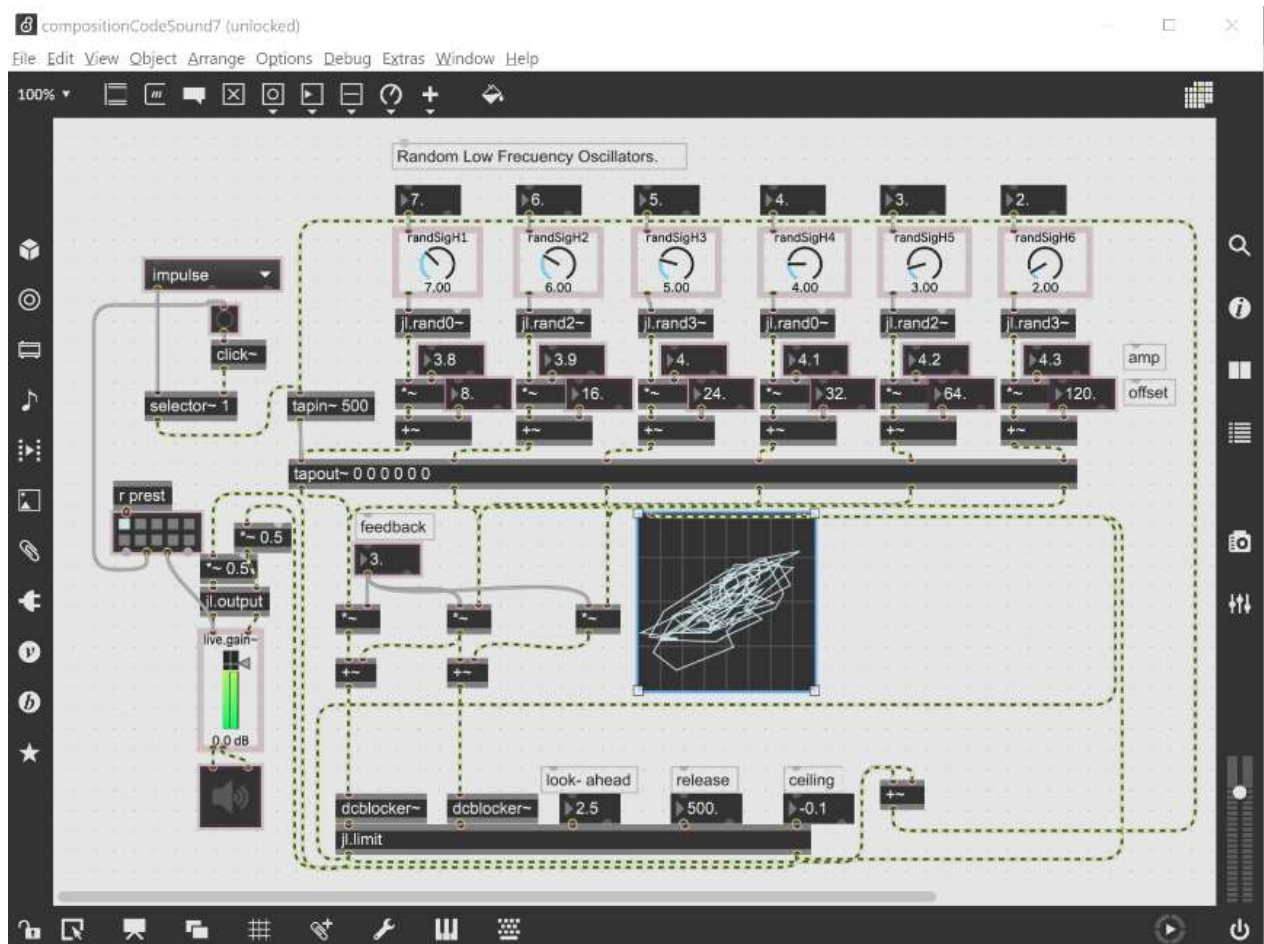 compositionCodeSound7 (unlocked)
File Edit View Object Arrange Options Debug Extras Window Help
100%
Random Low Frecuency Oscillators.
7. 6. 5. 4. 3. 2.
randSigH1 randSigH2 randSigH3 randSigH4 randSigH5 randSigH6
7.00 6.00 5.00 4.00 3.00 2.00
impulse
jl.rand0~ jl.rand2~ jl.rand3~ jl.rand0~ jl.rand2~ jl.rand3~
click~
3.8 3.9 4. 4.1 4.2 4.3 amp
selector~ 1 tapin~ 500 *~ 8. *~ 16. *~ 24. *~ 32. *~ 64. *~ 120. offset
+~ +~ +~ +~ +~ +~
tapout~ 0 0 0 0 0 0
r prest
feedback
*~ 0.5
3.
*~ 0.5
jl.output
*~ *~ *~
live.gain~
+~ +~
0.0 dB
look- ahead release ceiling
dcblocker~ dcblocker~ 2.5 500. -0.1 +~
jl.limit